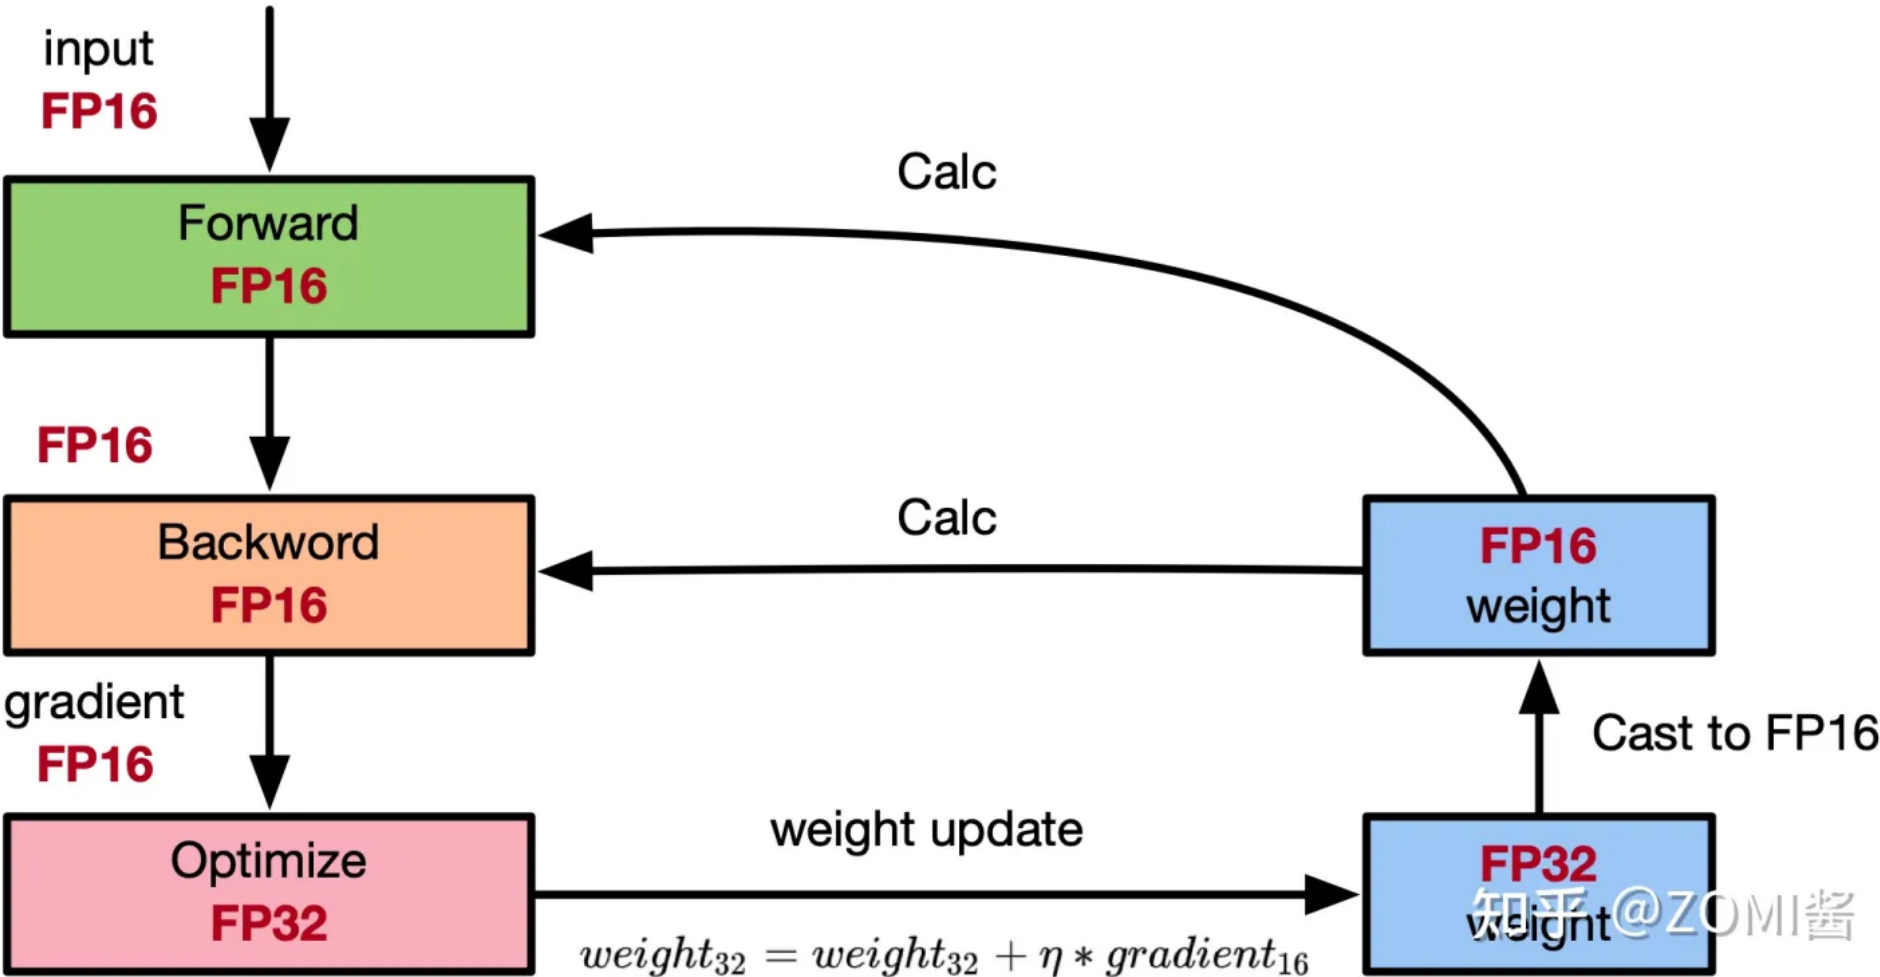 input
FP16
Forward
FP16
Calc
FP16
Backword
FP16
Calc
FP16
weight
gradient
FP16
Cast to FP16
Optimize
FP32
weight update
weight₃₂ = weight₃₂ + η * gradient₁₆
FP32
weight
知乎 @ZOMI酱